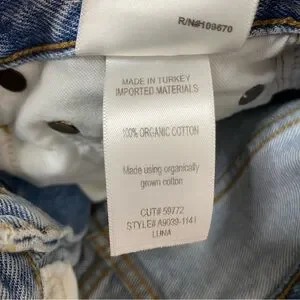 R/N#109670
MADE IN TURKEY
IMPORTED MATERIALS
100% ORGANIC COTTON
Made using organically
grown cotton
CUT# 59772
STYLE# A9039-1141
LUNA